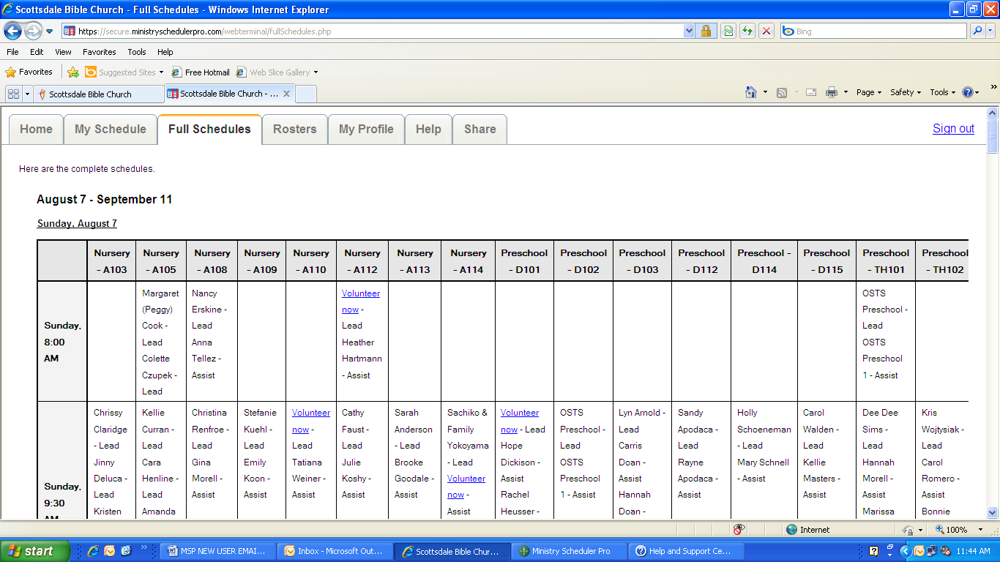 Scottsdale Bible Church - Full Schedules - Windows Internet Explorer
https://secure.ministryschedulerpro.com/webterminal/fullSchedules.php
Bing
File Edit View Favorites Tools Help
Favorites Suggested Sites Free Hotmail Web Slice Gallery
Scottsdale Bible Church
Scottsdale Bible Church - ...
Page Safety Tools
Home My Schedule Full Schedules Rosters My Profile Help Share
Sign out
Here are the complete schedules.
August 7 - September 11
Sunday, August 7
Nursery - A103
Nursery - A105
Nursery - A108
Nursery - A109
Nursery - A110
Nursery - A112
Nursery - A113
Nursery - A114
Preschool - D101
Preschool - D102
Preschool - D103
Preschool - D112
Preschool - D114
Preschool - D115
Preschool - TH101
Preschool - TH102
Sunday, 8:00 AM
Margaret (Peggy) Cook - Lead
Colette Czupek - Lead
Nancy Erskine - Lead
Anna Tellez - Assist
Volunteer now - Lead
Heather Hartmann - Assist
OSTS Preschool - Lead
OSTS Preschool 1 - Assist
Sunday, 9:30 AM
Chrissy Claridge - Lead
Jinny Deluca - Lead
Kristen
Kellie Curran - Lead
Cara Henline - Lead
Amanda
Christina Renfroe - Lead
Gina Morell - Assist
Stefanie Kuehl - Lead
Emily Koon - Assist
Volunteer now - Lead
Tatiana Weiner - Assist
Cathy Faust - Lead
Julie Koshy - Assist
Sarah Anderson - Lead
Brooke Goodale - Assist
Sachiko & Family Yokoyama - Lead
Volunteer now - Assist
Volunteer now - Lead
Hope Dickison - Assist
Rachel Heusser -
OSTS Preschool - Lead
OSTS Preschool 1 - Assist
Lyn Arnold - Lead
Carris Doan - Assist
Hannah Doan -
Sandy Apodaca - Lead
Rayne Apodaca - Assist
Holly Schoeneman - Lead
Mary Schnell - Assist
Carol Walden - Lead
Kellie Masters - Assist
Dee Dee Sims - Lead
Hannah Morell - Assist
Marissa
Kris Wojtysiak - Lead
Carol Romero - Assist
Bonnie
Internet
100%
start
MSP NEW USER EMAI...
Inbox - Microsoft Out...
Scottsdale Bible Chur...
Ministry Scheduler Pro
Help and Support Ce...
11:44 AM